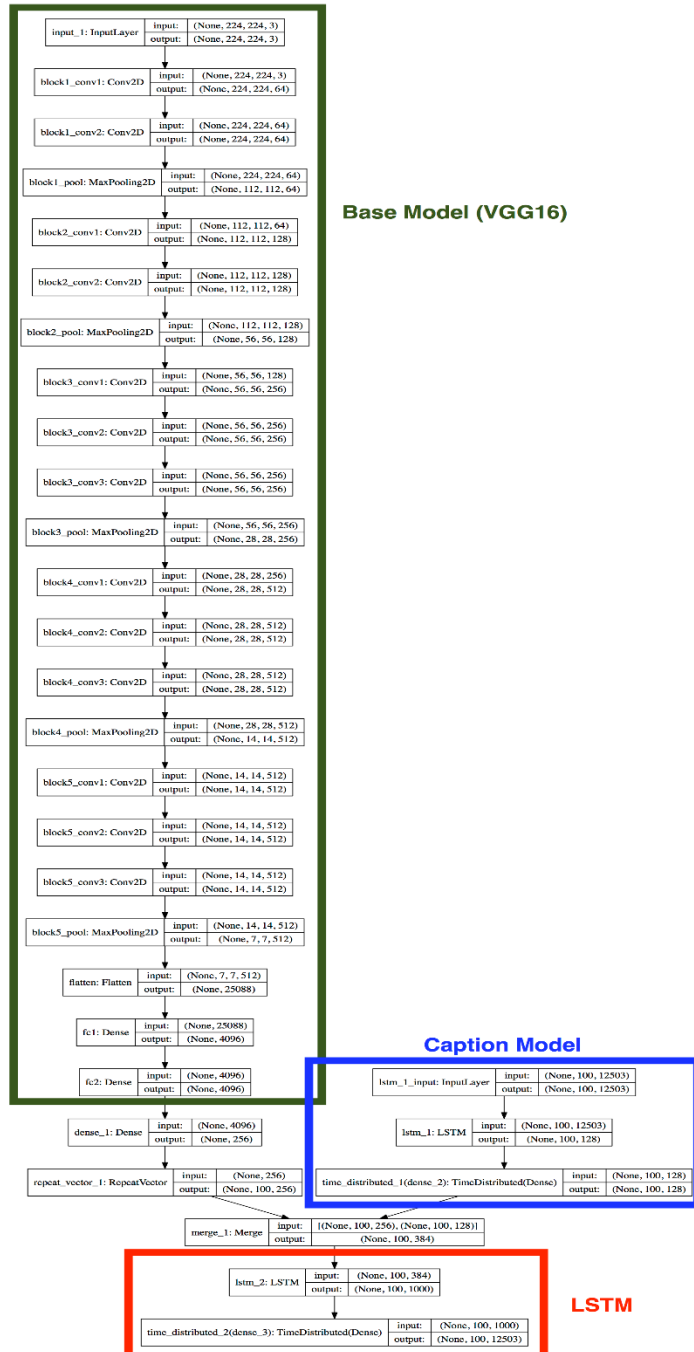 input_1: InputLayer
input: (None, 224, 224, 3)
output: (None, 224, 224, 3)
block1_conv1: Conv2D
input: (None, 224, 224, 3)
output: (None, 224, 224, 64)
block1_conv2: Conv2D
input: (None, 224, 224, 64)
output: (None, 224, 224, 64)
block1_pool: MaxPooling2D
input: (None, 224, 224, 64)
output: (None, 112, 112, 64)
Base Model (VGG16)
block2_conv1: Conv2D
input: (None, 112, 112, 64)
output: (None, 112, 112, 128)
block2_conv2: Conv2D
input: (None, 112, 112, 128)
output: (None, 112, 112, 128)
block2_pool: MaxPooling2D
input: (None, 112, 112, 128)
output: (None, 56, 56, 128)
block3_conv1: Conv2D
input: (None, 56, 56, 128)
output: (None, 56, 56, 256)
block3_conv2: Conv2D
input: (None, 56, 56, 256)
output: (None, 56, 56, 256)
block3_conv3: Conv2D
input: (None, 56, 56, 256)
output: (None, 56, 56, 256)
block3_pool: MaxPooling2D
input: (None, 56, 56, 256)
output: (None, 28, 28, 256)
block4_conv1: Conv2D
input: (None, 28, 28, 256)
output: (None, 28, 28, 512)
block4_conv2: Conv2D
input: (None, 28, 28, 512)
output: (None, 28, 28, 512)
block4_conv3: Conv2D
input: (None, 28, 28, 512)
output: (None, 28, 28, 512)
block4_pool: MaxPooling2D
input: (None, 28, 28, 512)
output: (None, 14, 14, 512)
block5_conv1: Conv2D
input: (None, 14, 14, 512)
output: (None, 14, 14, 512)
block5_conv2: Conv2D
input: (None, 14, 14, 512)
output: (None, 14, 14, 512)
block5_conv3: Conv2D
input: (None, 14, 14, 512)
output: (None, 14, 14, 512)
block5_pool: MaxPooling2D
input: (None, 14, 14, 512)
output: (None, 7, 7, 512)
flatten: Flatten
input: (None, 7, 7, 512)
output: (None, 25088)
fc1: Dense
input: (None, 25088)
output: (None, 4096)
fc2: Dense
input: (None, 4096)
output: (None, 4096)
Caption Model
lstm_1_input: InputLayer
input: (None, 100, 12503)
output: (None, 100, 12503)
dense_1: Dense
input: (None, 4096)
output: (None, 256)
lstm_1: LSTM
input: (None, 100, 12503)
output: (None, 100, 128)
repeat_vector_1: RepeatVector
input: (None, 256)
output: (None, 100, 256)
time_distributed_1(dense_2): TimeDistributed(Dense)
input: (None, 100, 128)
output: (None, 100, 128)
merge_1: Merge
input: [(None, 100, 256), (None, 100, 128)]
output: (None, 100, 384)
lstm_2: LSTM
input: (None, 100, 384)
output: (None, 100, 1000)
LSTM
time_distributed_2(dense_3): TimeDistributed(Dense)
input: (None, 100, 1000)
output: (None, 100, 12503)